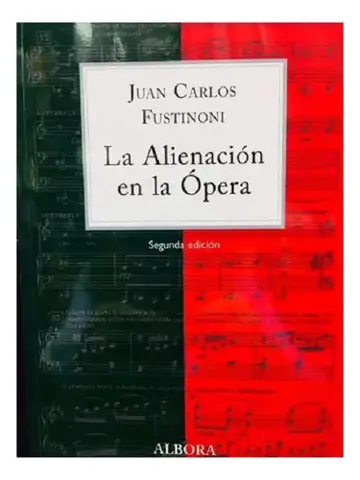 JUAN CARLOS
FUSTINONI
La Alienación
en la Ópera
Segunda edición
ALBORA